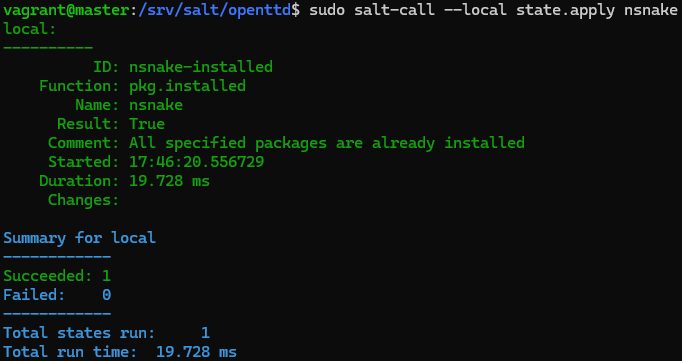 vagrant@master:/srv/salt/openttd$ sudo salt-call --local state.apply nsnake
local:
----------
          ID: nsnake-installed
    Function: pkg.installed
        Name: nsnake
      Result: True
     Comment: All specified packages are already installed
     Started: 17:46:20.556729
    Duration: 19.728 ms
     Changes:

Summary for local
------------
Succeeded: 1
Failed:    0
------------
Total states run:     1
Total run time:  19.728 ms